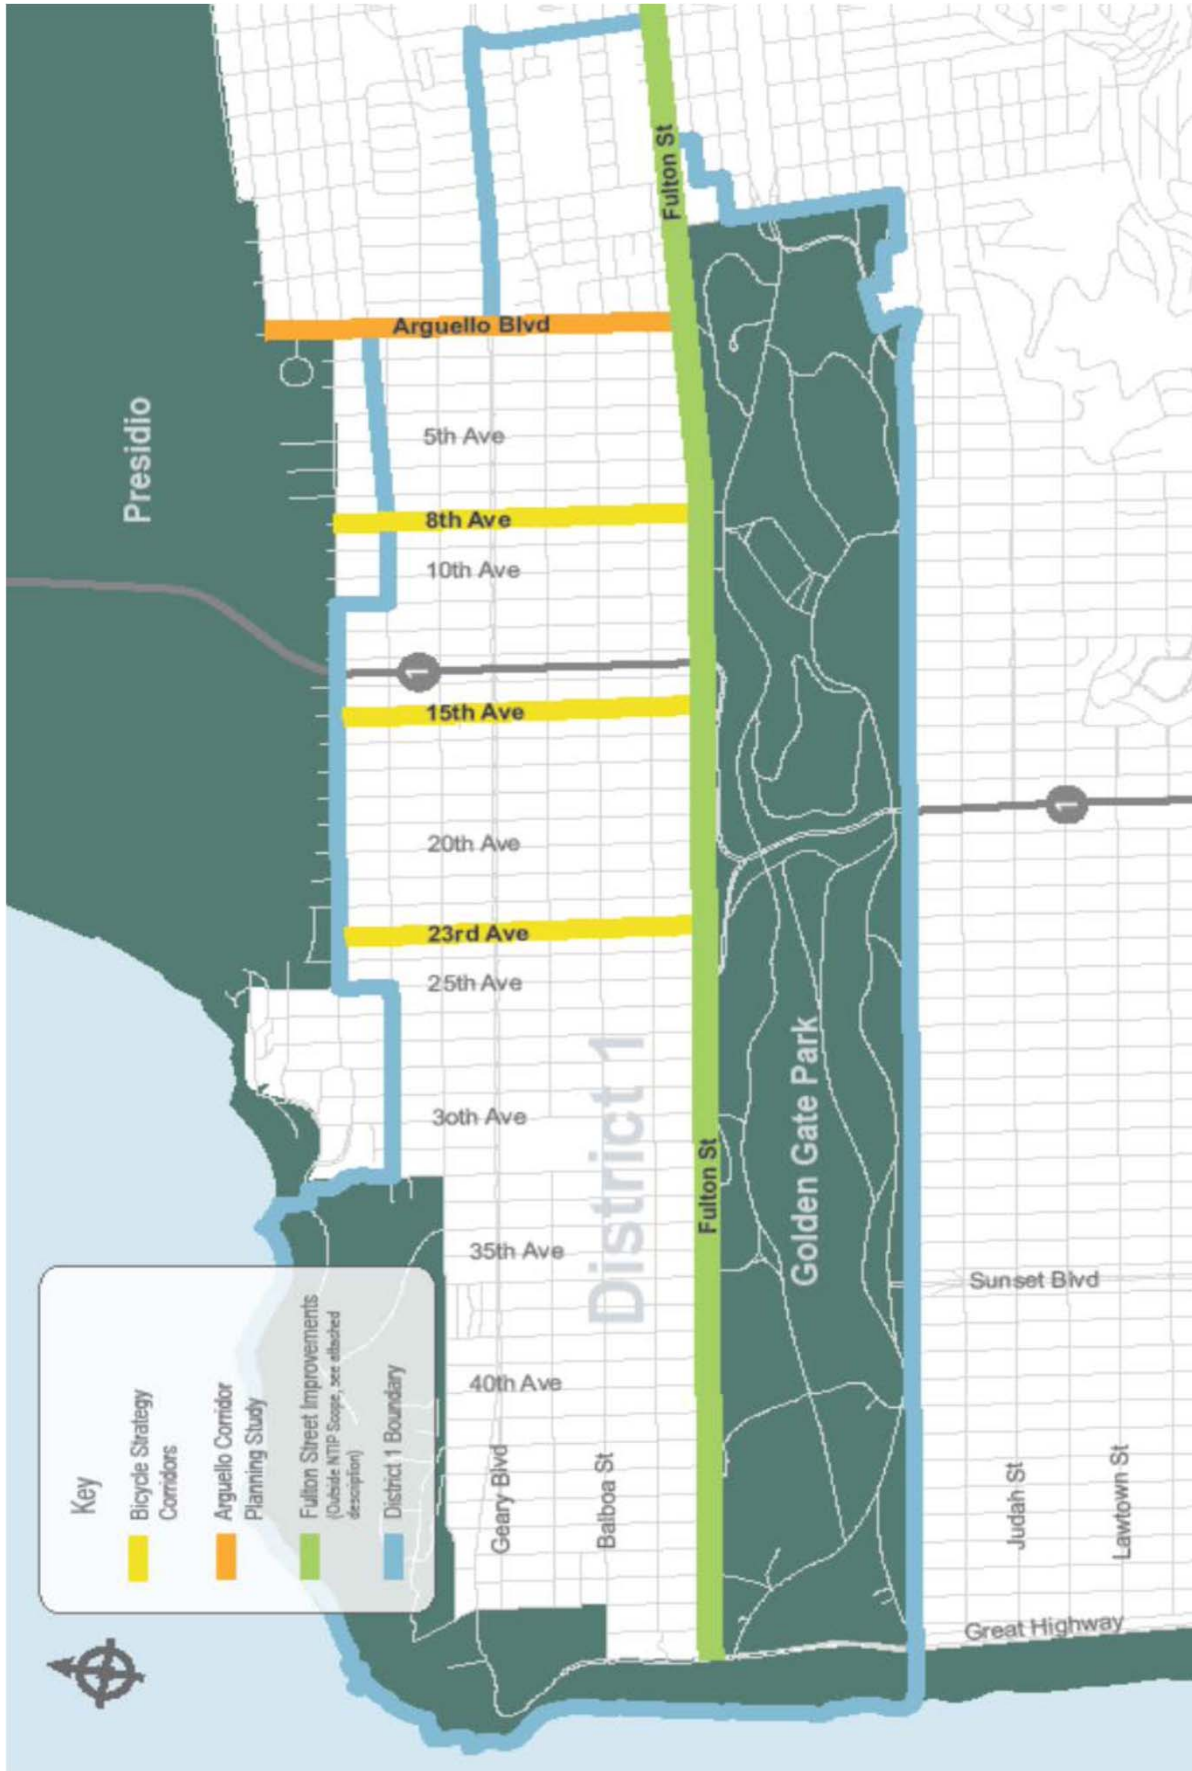 Key
Bicycle Strategy
Corridors
Arguello Corridor
Planning Study
Fulton Street Improvements
(Outside NTIP Scope, see attached
description)
District 1 Boundary
Presidio
Arguello Blvd
5th Ave
8th Ave
10th Ave
1
15th Ave
20th Ave
23rd Ave
25th Ave
3oth Ave
35th Ave
40th Ave
District 1
Geary Blvd
Balboa St
Fulton St
Fulton St
Golden Gate Park
1
Sunset Blvd
Judah St
Lawtown St
Great Highway